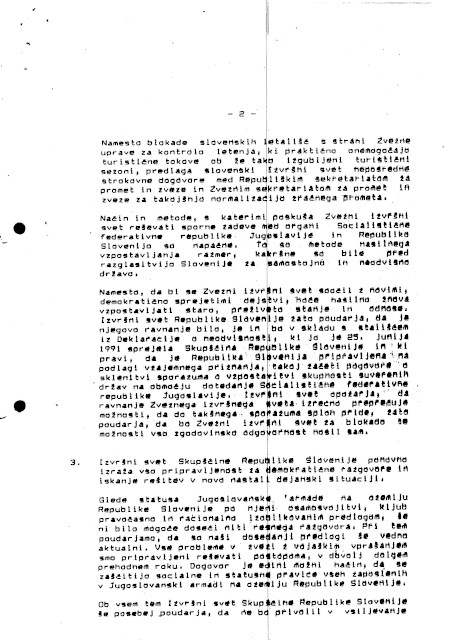 - 2 -
Namesto blokade slovenskih letališč s strani Zvezne
uprave za kontrolo letenja, ki praktično onemogočajo
turistične tokove ob že tako izgubljeni turistični
sezoni, predlaga slovenski Izvršni svet neposredne
strokovne dogovore med Republiškim sekretariatom za
promet in zveze in Zveznim sekretariatom za promet in
zveze za takojšnjo normalizacijo zračnega prometa.
Način in metode, s katerimi poskuša Zvezni izvršni
svet reševati sporne zadeve med organi Socialistične
federativne republike Jugoslavije in Republiko
Slovenijo so napačne. To so metode nasilnega
vzpostavljanja razmer, kakršne so bile pred
razglasitvijo Slovenije za samostojno in neodvisno
državo.
Namesto, da bi se Zvezni izvršni svet soočil z novimi,
demokratično sprejetimi dejstvi, hoče nasilno znova
vzpostavljati staro, preživeto stanje in odnose.
Izvršni svet Republike Slovenije zato poudarja, da je
njegovo ravnanje bilo, je in bo v skladu s stališčem
iz Deklaracije o neodvisnosti, ki jo je 25. junija
1991 sprejela Skupščina Republike Slovenije in ki
pravi, da je Republika Slovenija pripravljena na
podlagi vzajemnega priznanja, takoj začeti pogovore o
sklenitvi sporazuma o vzpostavitvi skupnosti suverenih
držav na območju dotedanje Socialistične federativne
republike Jugoslavije. Izvršni svet opozarja, da
ravnanje Zveznega izvršnega sveta izrecno preprečuje
možnosti, da do takšnega sporazuma sploh pride, zato
poudarja, da bo Zvezni izvršni svet za blokado te
možnosti vso zgodovinsko odgovornost nosil sam.
3. Izvršni svet Skupščine Republike Slovenije ponovno
izraža vso pripravljenost za demokratične razgovore in
iskanje rešitev v novo nastali dejanski situaciji.
Glede statusa Jugoslovanske armade na ozemlju
Republike Slovenije po njeni osamosvojitvi, kljub
pravočasno in racionalno izoblikovanim predlogom, še
ni bilo mogoče doseči niti resnega razgovora. Pri tem
poudarjamo, da so naši dosedanji predlogi še vedno
aktualni. Vse probleme v zvezi z vojaškim vprašanjem
smo pripravljeni reševati postopoma, v dovolj dolgem
prehodnem roku. Dogovor je edini možni način, da se
zaščitijo socialne in statusne pravice vseh zaposlenih
v Jugoslovanski armadi na ozemlju Republike Slovenije.
Ob vsem tem Izvršni svet Skupščine Republike Slovenije
še posebej poudarja, da ne bo privolil v vsiljevanje